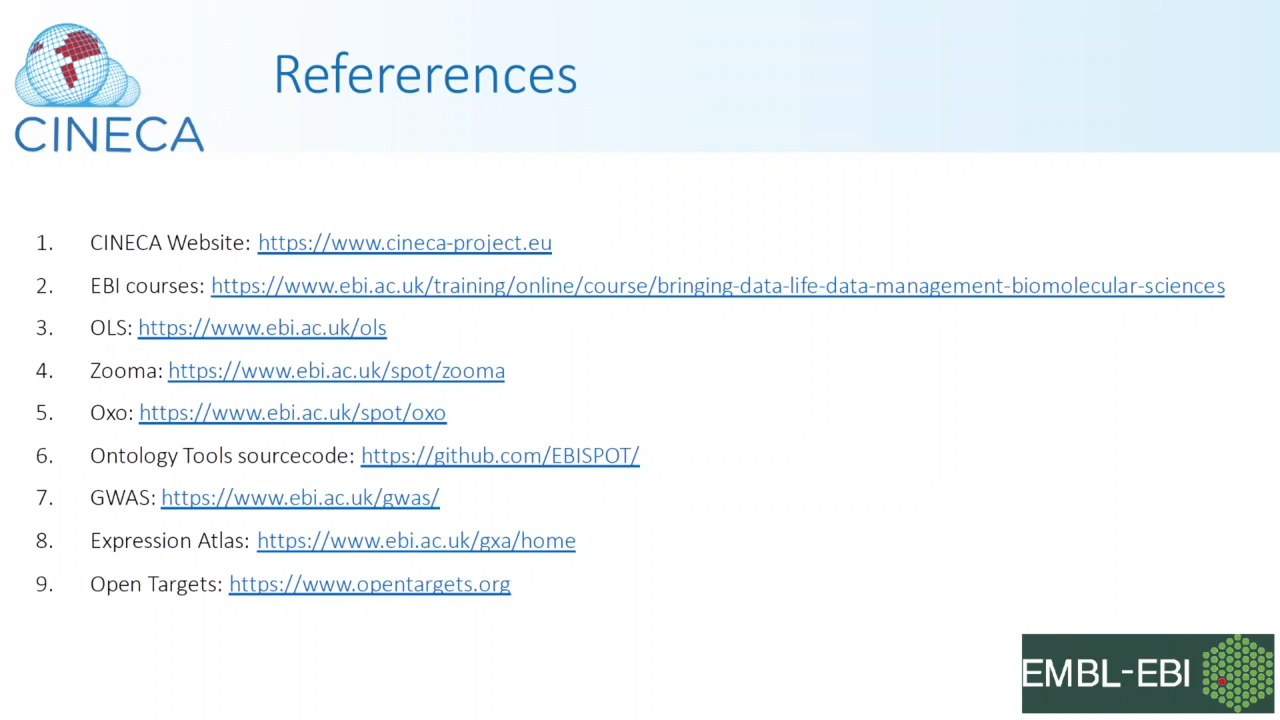 Refererences
CINECA
1. CINECA Website: https://www.cineca-project.eu
2. EBI courses: https://www.ebi.ac.uk/training/online/course/bringing-data-life-data-management-biomolecular-sciences
3. OLS: https://www.ebi.ac.uk/ols
4. Zooma: https://www.ebi.ac.uk/spot/zooma
5. Oxo: https://www.ebi.ac.uk/spot/oxo
6. Ontology Tools sourcecode: https://github.com/EBISPOT/
7. GWAS: https://www.ebi.ac.uk/gwas/
8. Expression Atlas: https://www.ebi.ac.uk/gxa/home
9. Open Targets: https://www.opentargets.org
EMBL-EBI